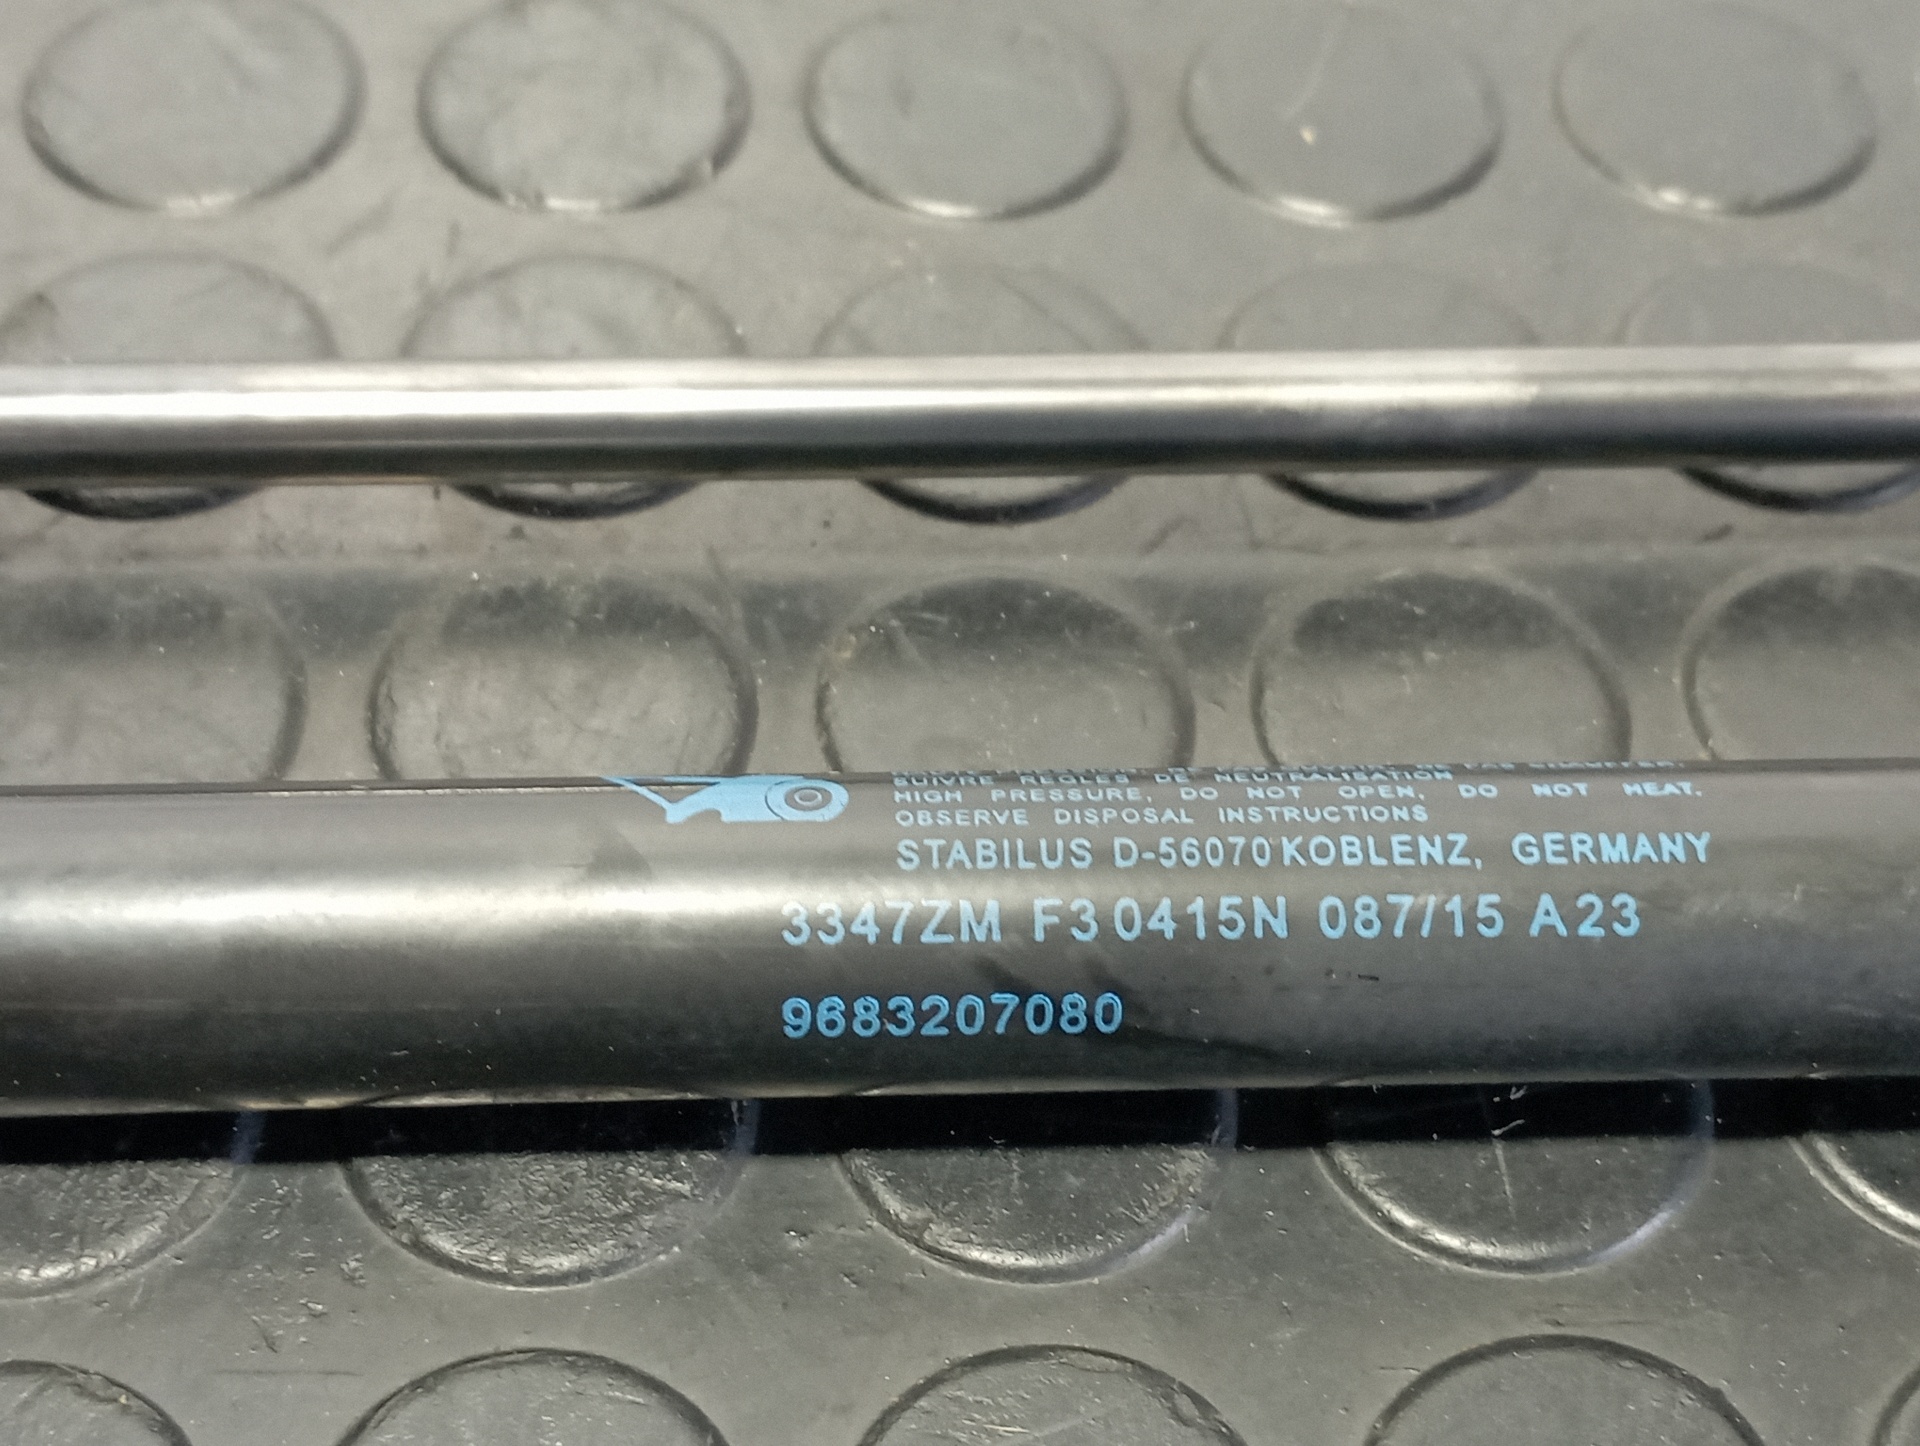 SUIVRE REGLES DE NEUTRALISATION
HIGH PRESSURE, DO NOT OPEN, DO NOT HEAT.
OBSERVE DISPOSAL INSTRUCTIONS
STABILUS D-56070 KOBLENZ, GERMANY
3347ZM F3 0415N 087/15 A23
9683207080